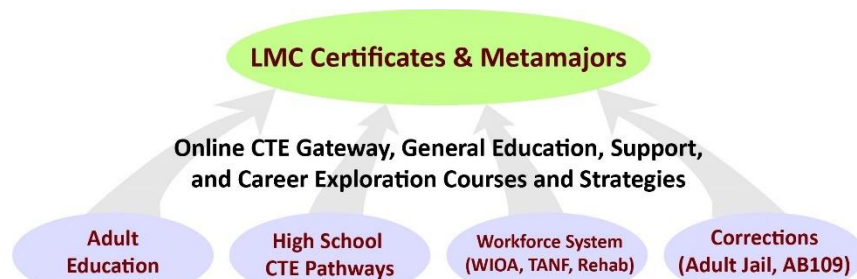 LMC Certificates & Metamajors
Online CTE Gateway, General Education, Support,
and Career Exploration Courses and Strategies
Adult
Education
High School
CTE Pathways
Workforce System
(WIOA, TANF, Rehab)
Corrections
(Adult Jail, AB109)